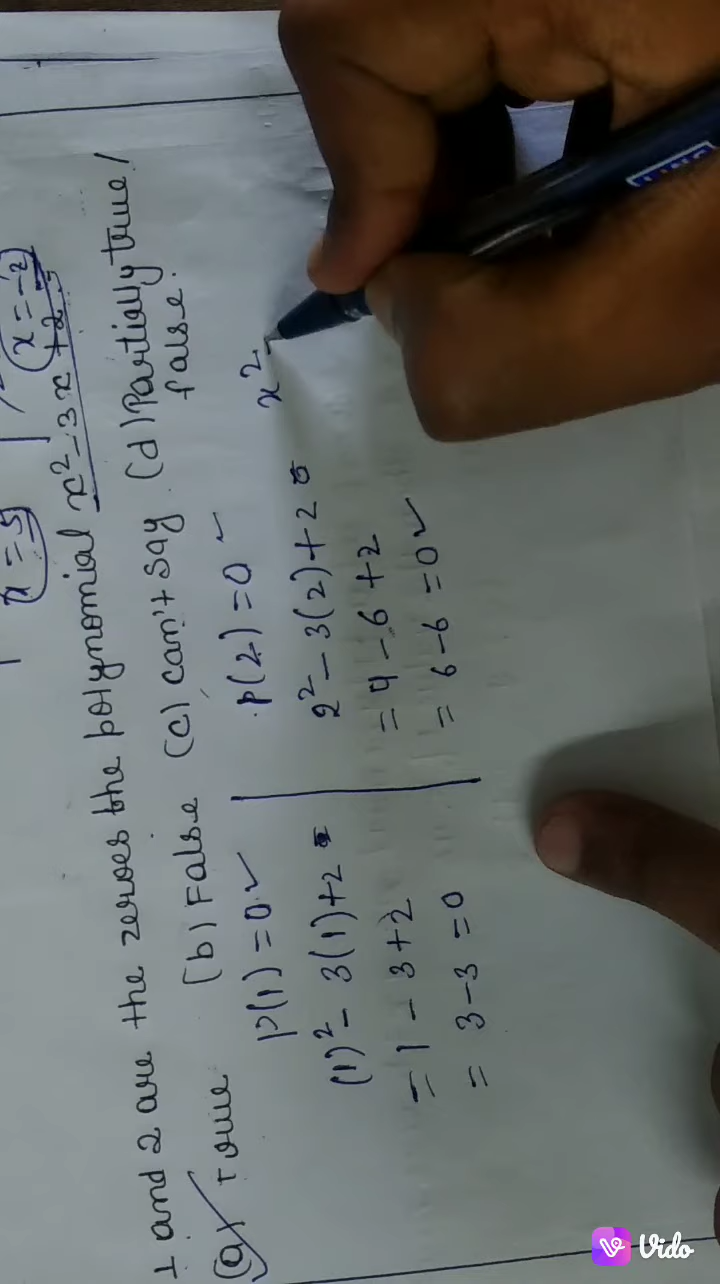 x = 5 (x = -2)
1 and 2 are the zeroes the polynomial x² - 3x + 2
(a) True (b) False (c) can't say (d) Partially true/
false.
P(1) = 0 ✓
(1)² - 3(1) + 2
= 1 - 3 + 2
= 3 - 3 = 0
P(2) = 0 ✓
2² - 3(2) + 2
= 4 - 6 + 2
= 6 - 6 = 0 ✓
x² -
Vido